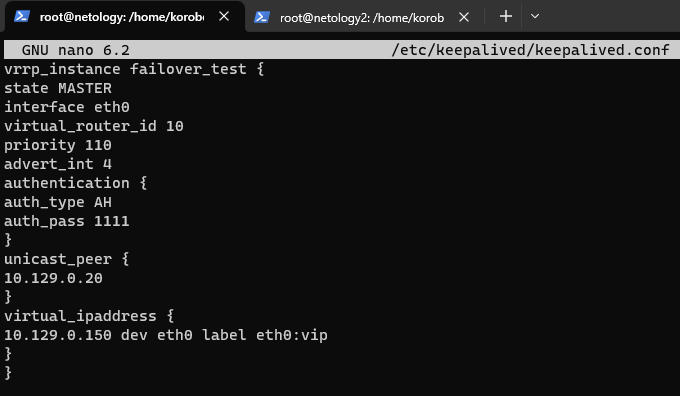 root@netology: /home/korob
root@netology2: /home/korob
GNU nano 6.2 /etc/keepalived/keepalived.conf
vrrp_instance failover_test {
state MASTER
interface eth0
virtual_router_id 10
priority 110
advert_int 4
authentication {
auth_type AH
auth_pass 1111
}
unicast_peer {
10.129.0.20
}
virtual_ipaddress {
10.129.0.150 dev eth0 label eth0:vip
}
}